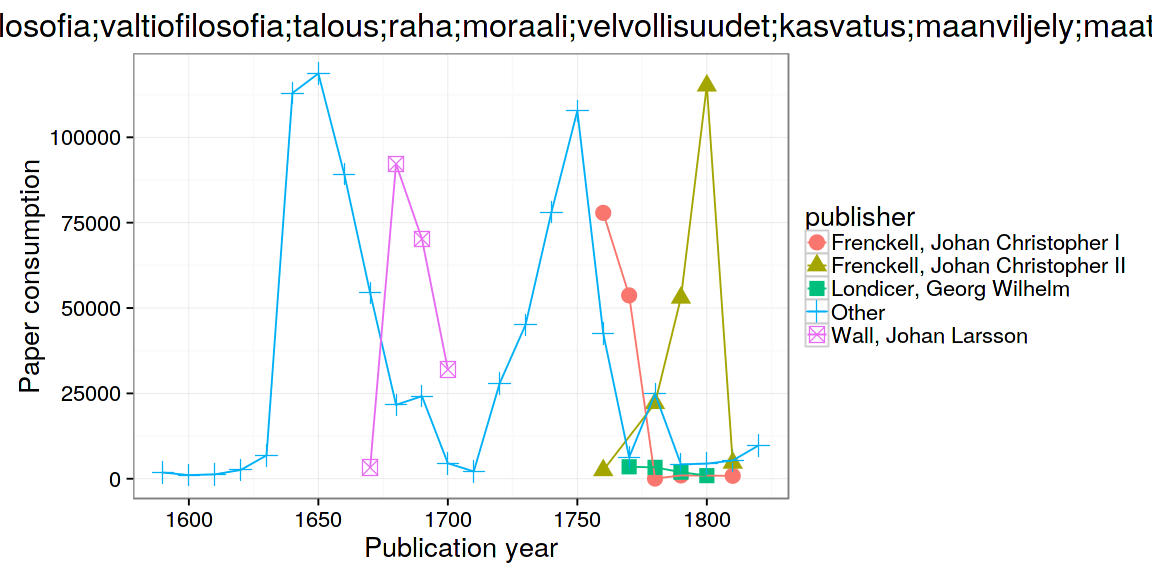 losofia;valtiofilosofia;talous;raha;moraali;velvollisuudet;kasvatus;maanviljely;maat
Paper consumption
100000
75000
50000
25000
0
1600 1650 1700 1750 1800
Publication year
publisher
Frenckell, Johan Christopher I
Frenckell, Johan Christopher II
Londicer, Georg Wilhelm
Other
Wall, Johan Larsson